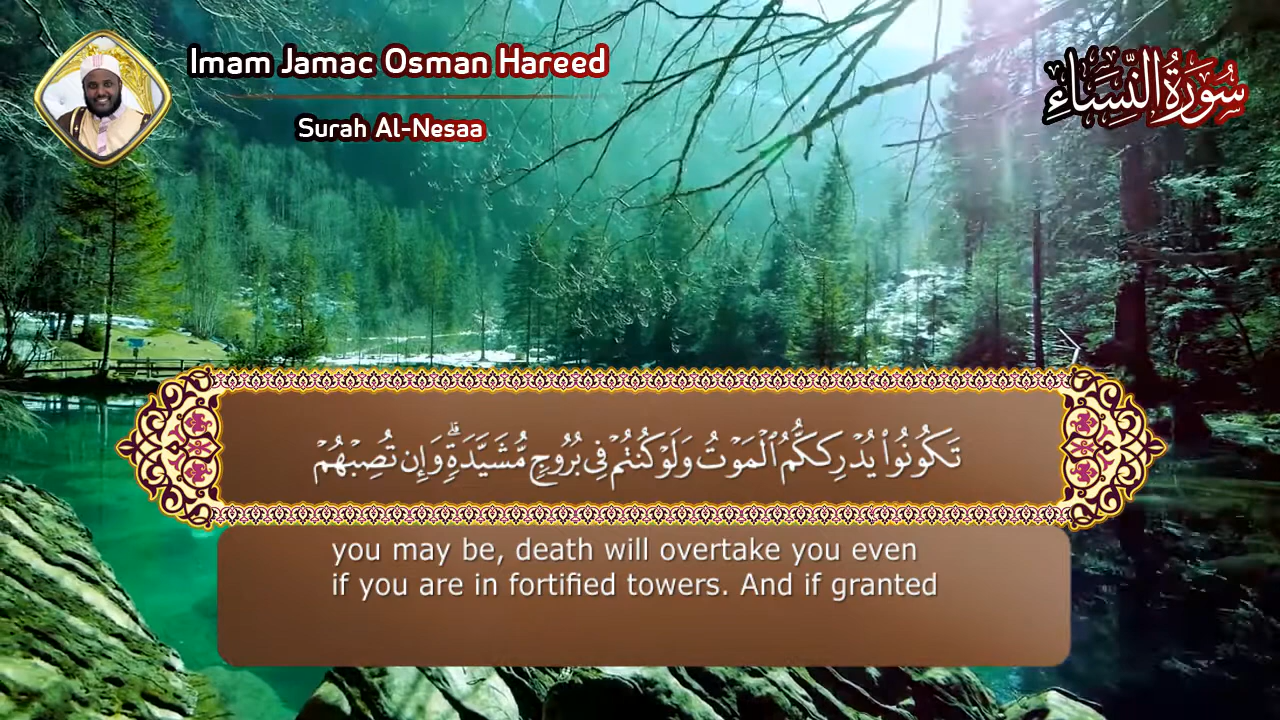 Imam Jamac Osman Hareed
Surah Al-Nesaa
سُورَةُ النِّسَاءِ
تَكُونُوا۟ يُدْرِككُّمُ ٱلْمَوْتُ وَلَوْ كُنتُمْ فِى بُرُوجٍ مُّشَيَّدَةٍ ۗ وَإِن تُصِبْهُمْ
you may be, death will overtake you even
if you are in fortified towers. And if granted